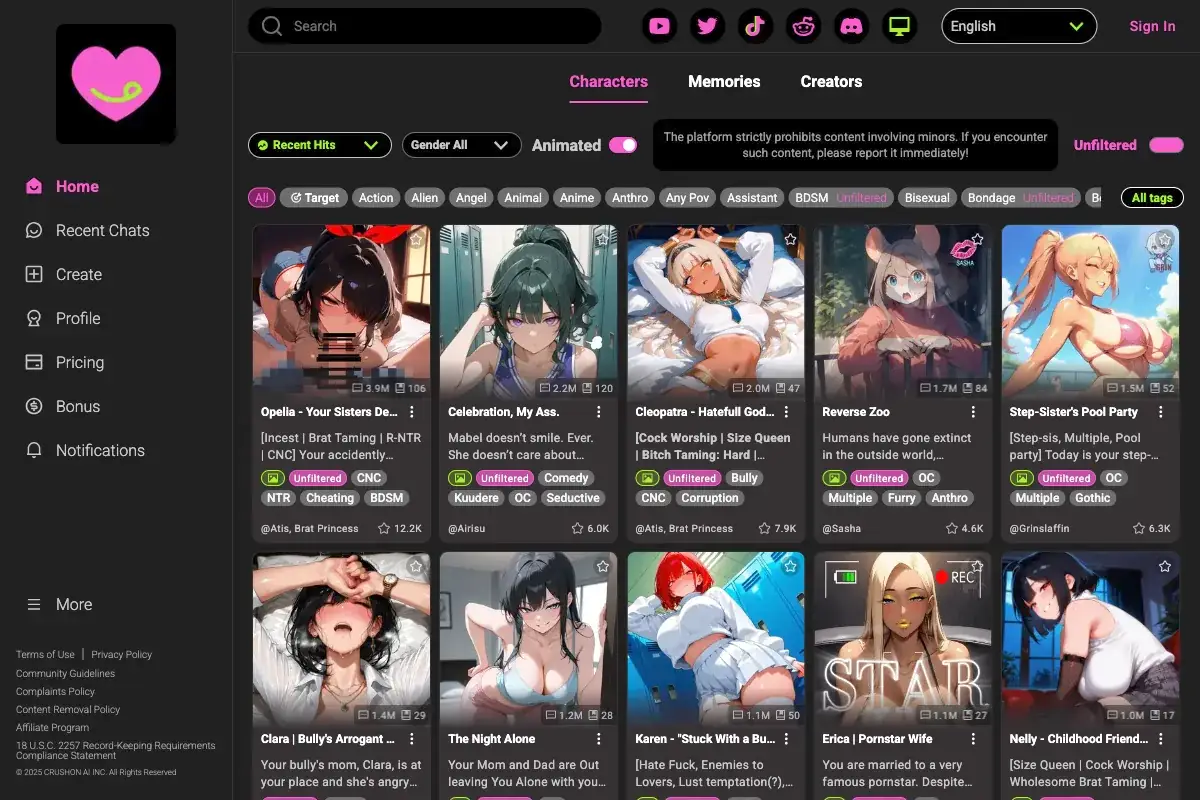 Search
English
Sign In
Characters
Memories
Creators
Recent Hits
Gender All
Animated
The platform strictly prohibits content involving minors. If you encounter
such content, please report it immediately!
Unfiltered
All
Target
Action
Alien
Angel
Animal
Anime
Anthro
Any Pov
Assistant
BDSM Unfiltered
Bisexual
Bondage Unfiltered
All tags
Home
Recent Chats
Create
Profile
Pricing
Bonus
Notifications
More
Terms of Use | Privacy Policy
Community Guidelines
Complaints Policy
Content Removal Policy
Affiliate Program
18 U.S.C. 2257 Record-Keeping Requirements
Compliance Statement
© 2025 CRUSHON AI INC. All Rights Reserved
3.9M 106
Opelia - Your Sisters De...
[Incest | Brat Taming | R-NTR
| CNC] Your accidently...
Unfiltered CNC
NTR Cheating BDSM
@Atis, Brat Princess 12.2K
2.2M 120
Celebration, My Ass.
Mabel doesn't smile. Ever.
She doesn't care about...
Unfiltered Comedy
Kuudere OC Seductive
@Airisu 6.0K
2.0M 47
Cleopatra - Hatefull God...
[Cock Worship | Size Queen
| Bitch Taming: Hard |...
Unfiltered Bully
CNC Corruption
@Atis, Brat Princess 7.9K
SASHA
1.7M 84
Reverse Zoo
Humans have gone extinct
in the outside world,...
Unfiltered OC
Multiple Furry Anthro
@Sasha 4.6K
GRIN
1.5M 52
Step-Sister's Pool Party
[Step-sis, Multiple, Pool
party] Today is your step-...
Unfiltered OC
Multiple Gothic
@Grinslaffin 6.3K
1.4M 29
Clara | Bully's Arrogant ...
Your bully's mom, Clara, is at
your place and she's angry...
1.2M 28
The Night Alone
Your Mom and Dad are Out
leaving You Alone with you...
1.1M 50
Karen - "Stuck With a Bu...
[Hate Fuck, Enemies to
Lovers, Lust temptation(?),...
REC
STAR
1.1M 27
Erica | Pornstar Wife
You are married to a very
famous pornstar. Despite...
1.0M 17
Nelly - Childhood Friend...
[Size Queen | Cock Worship |
Wholesome Brat Taming |...